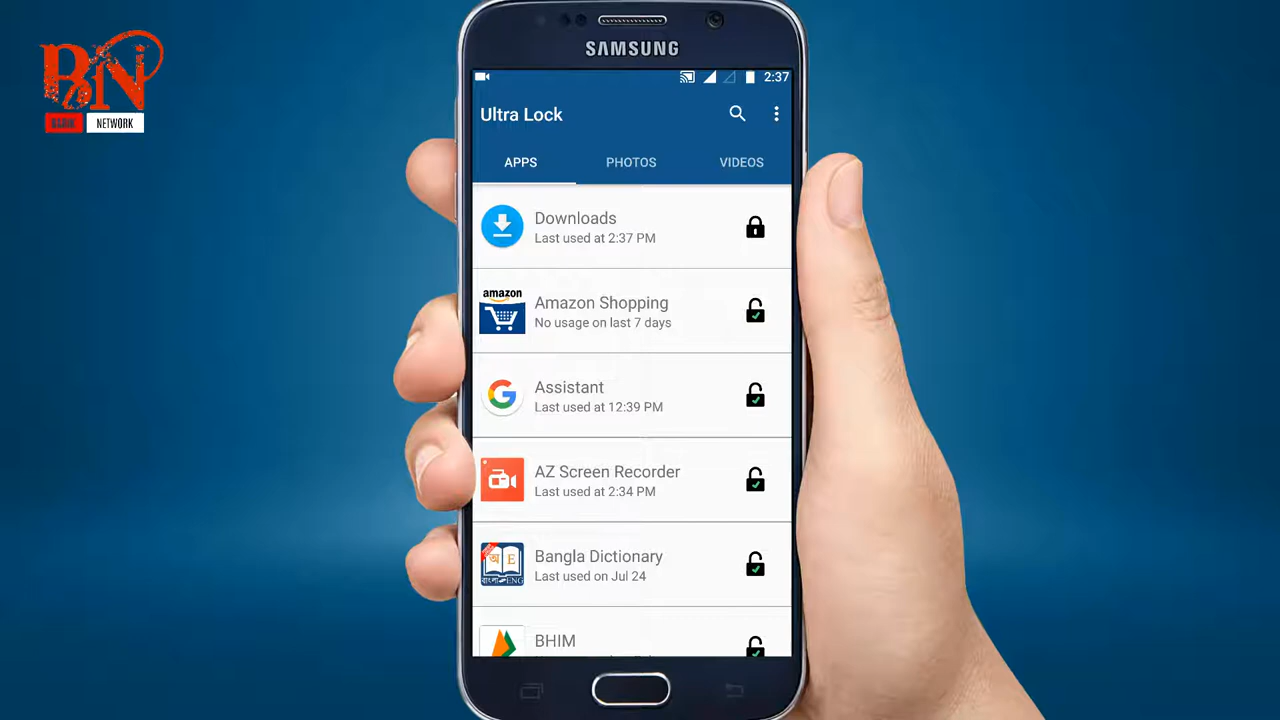 BN
NETWORK
SAMSUNG
2:37
Ultra Lock
APPS PHOTOS VIDEOS
Downloads
Last used at 2:37 PM
amazon
Amazon Shopping
No usage on last 7 days
Assistant
Last used at 12:39 PM
AZ Screen Recorder
Last used at 2:34 PM
অ E
বাংলা ENG
Bangla Dictionary
Last used on Jul 24
BHIM